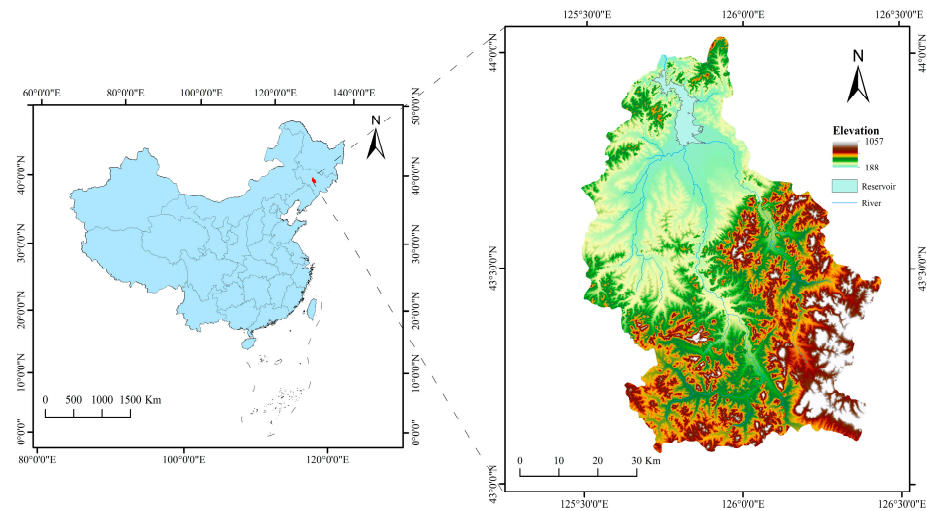 60°0'0"E 80°0'0"E 100°0'0"E 120°0'0"E 140°0'0"E
50°0'0"N
40°0'0"N
30°0'0"N
20°0'0"N
10°0'0"N
0°0'0"
N
40°0'0"N
30°0'0"N
20°0'0"N
10°0'0"N
0°0'0"
0 500 1000 1500 Km
80°0'0"E 100°0'0"E 120°0'0"E
125°30'0"E 126°0'0"E 126°30'0"E
44°0'0"N
43°30'0"N
43°0'0"N
N
Elevation
1057
188
Reservoir
River
44°0'0"N
43°30'0"N
43°0'0"N
0 10 20 30 Km
125°30'0"E 126°0'0"E 126°30'0"E